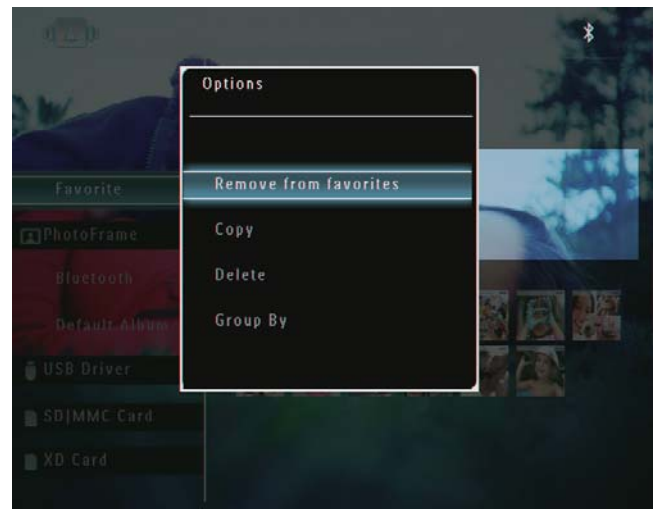 Options
Remove from favorites
Copy
Delete
Group By
Favorite
PhotoFrame
Bluetooth
Default Album
USB Driver
SD|MMC Card
XD Card